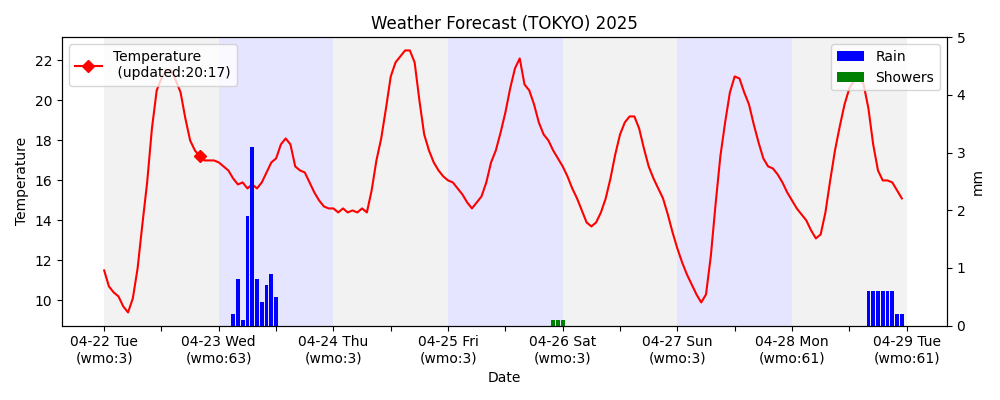 Weather Forecast (TOKYO) 2025
Temperature
(updated:20:17)
Rain
Showers
Temperature
22
20
18
16
14
12
10
5
4
3
2
1
0
mm
04-22 Tue
(wmo:3)
04-23 Wed
(wmo:63)
04-24 Thu
(wmo:3)
04-25 Fri
(wmo:3)
04-26 Sat
(wmo:3)
04-27 Sun
(wmo:3)
04-28 Mon
(wmo:61)
04-29 Tue
(wmo:61)
Date